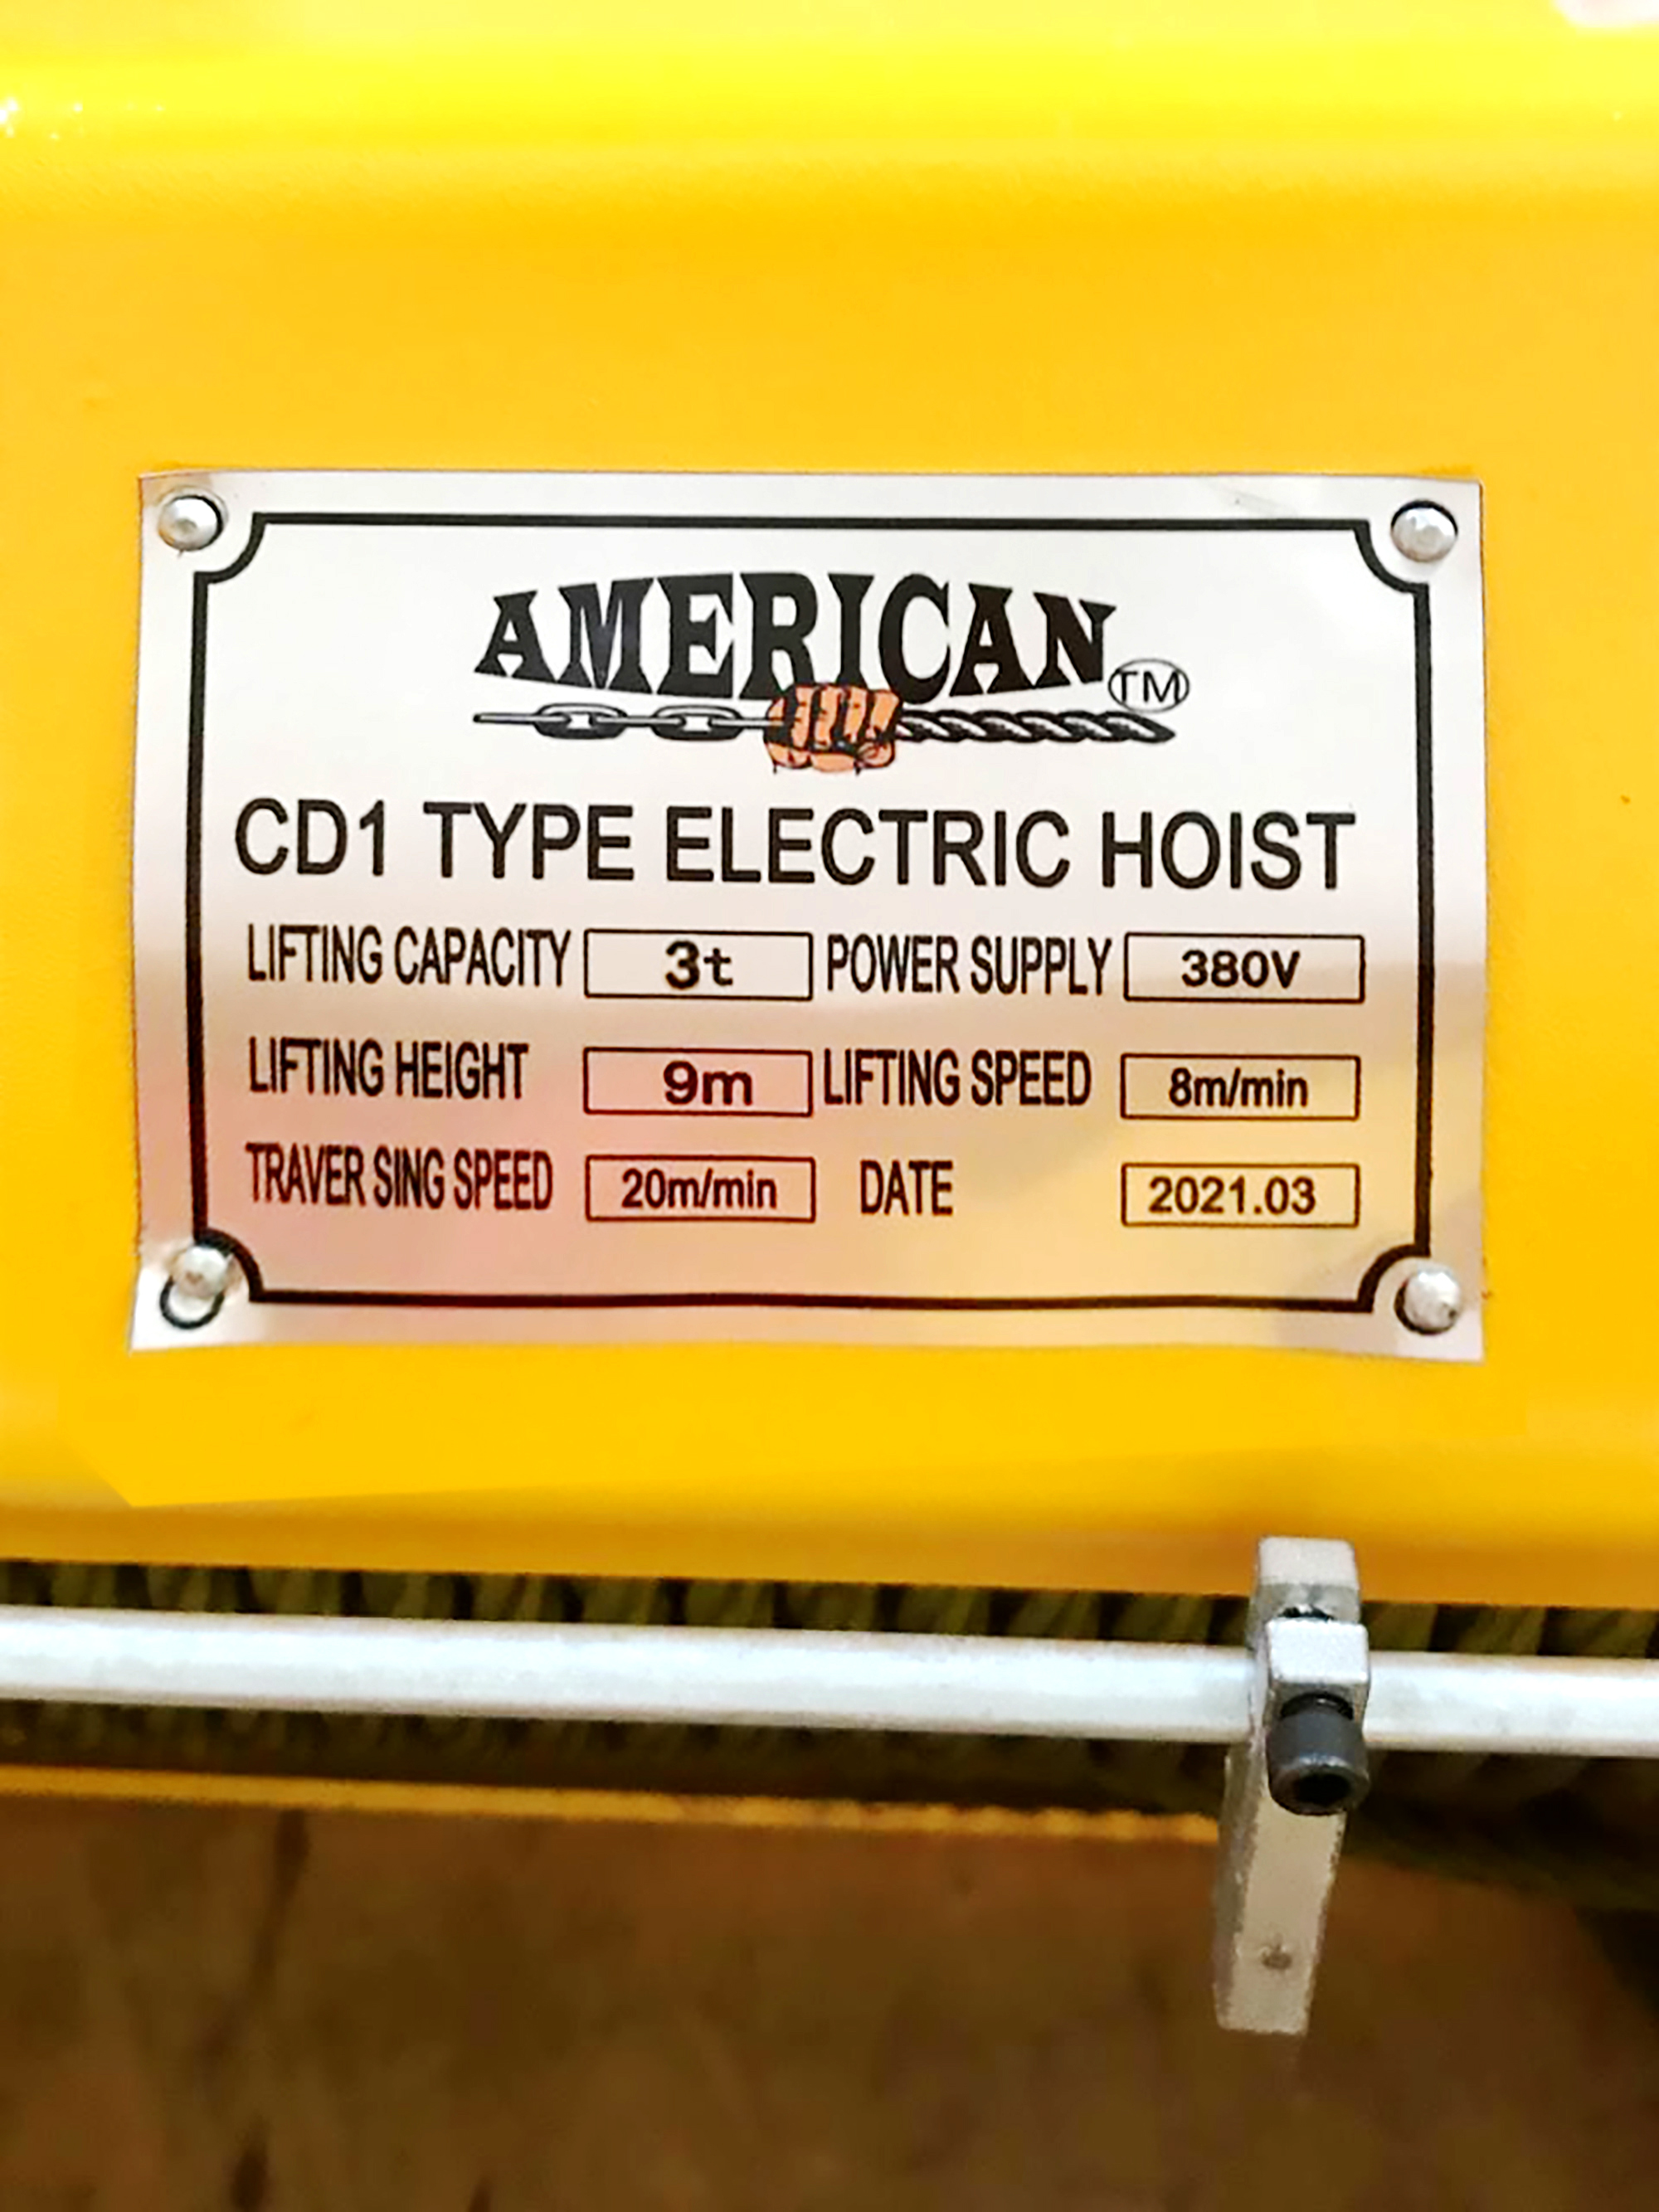 AMERICAN TM
CD1 TYPE ELECTRIC HOIST
LIFTING CAPACITY 3t POWER SUPPLY 380V
LIFTING HEIGHT 9m LIFTING SPEED 8m/min
TRAVER SING SPEED 20m/min DATE 2021.03